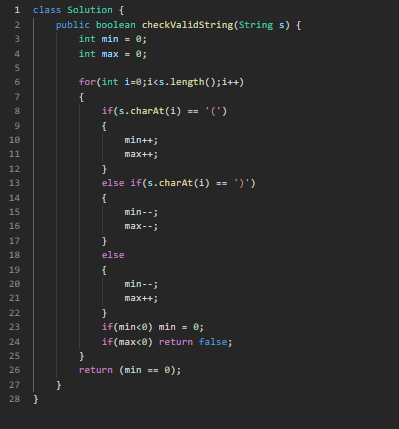 1 class Solution {
2     public boolean checkValidString(String s) {
3         int min = 0;
4         int max = 0;
5
6         for(int i=0;i<s.length();i++)
7         {
8             if(s.charAt(i) == '(')
9             {
10                 min++;
11                 max++;
12             }
13             else if(s.charAt(i) == ')')
14             {
15                 min--;
16                 max--;
17             }
18             else
19             {
20                 min--;
21                 max++;
22             }
23             if(min<0) min = 0;
24             if(max<0) return false;
25         }
26         return (min == 0);
27     }
28 }